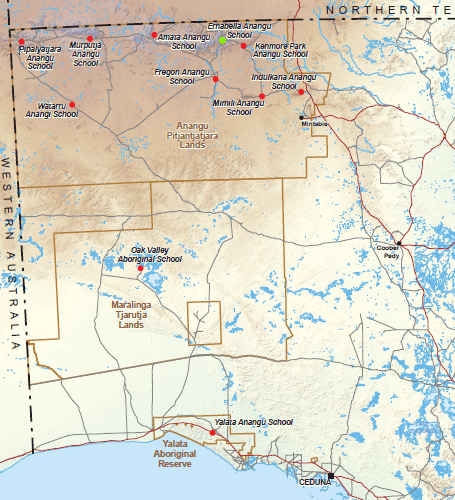 NORTHERN TE
Ernabella Anangu
School
Amata Anangu
School
Murputja
Anangu
School
Pipalyatjara
Anangu
School
Kenmore Park
Anangu School
Fregon Anangu
School
Indulkana Anangu
School
Mimili Anangu
School
Watarru
Anangi School
Mintabie
Anangu
Pitjantjatjara
Lands
WESTERN AUSTRALIA
Coober
Pedy
Oak Valley
Aboriginal School
Maralinga
Tjarutja
Lands
Yalata Anangu School
Yalata
Aboriginal
Reserve
CEDUNA